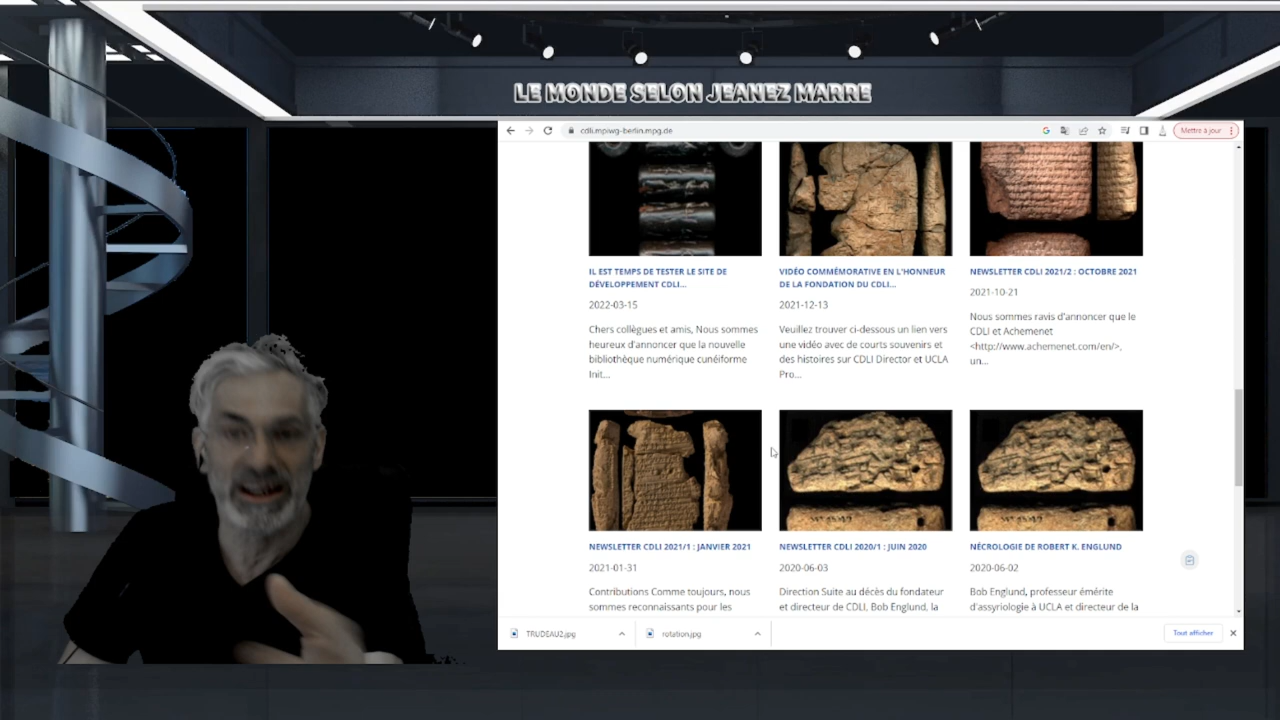 LE MONDE SELON JEANEZ MARRE
cdli.mpiwg-berlin.mpg.de
Mettre à jour
IL EST TEMPS DE TESTER LE SITE DE
DÉVELOPPEMENT CDLI...
2022-03-15
Chers collègues et amis, Nous sommes
heureux d'annoncer que la nouvelle
bibliothèque numérique cunéiforme
Init...
VIDÉO COMMÉMORATIVE EN L'HONNEUR
DE LA FONDATION DU CDLI...
2021-12-13
Veuillez trouver ci-dessous un lien vers
une vidéo avec de courts souvenirs et
des histoires sur CDLI Director et UCLA
Pro...
NEWSLETTER CDLI 2021/2 : OCTOBRE 2021
2021-10-21
Nous sommes ravis d'annoncer que le
CDLI et Achemenet
<http://www.achemenet.com/en/>,
un...
NEWSLETTER CDLI 2021/1 : JANVIER 2021
2021-01-31
Contributions Comme toujours, nous
sommes reconnaissants pour les
NEWSLETTER CDLI 2020/1 : JUIN 2020
2020-06-03
Direction Suite au décès du fondateur
et directeur de CDLI, Bob Englund, la
NÉCROLOGIE DE ROBERT K. ENGLUND
2020-06-02
Bob Englund, professeur émérite
d'assyriologie à UCLA et directeur de la
TRUDEAU2.jpg
rotation.jpg
Tout afficher